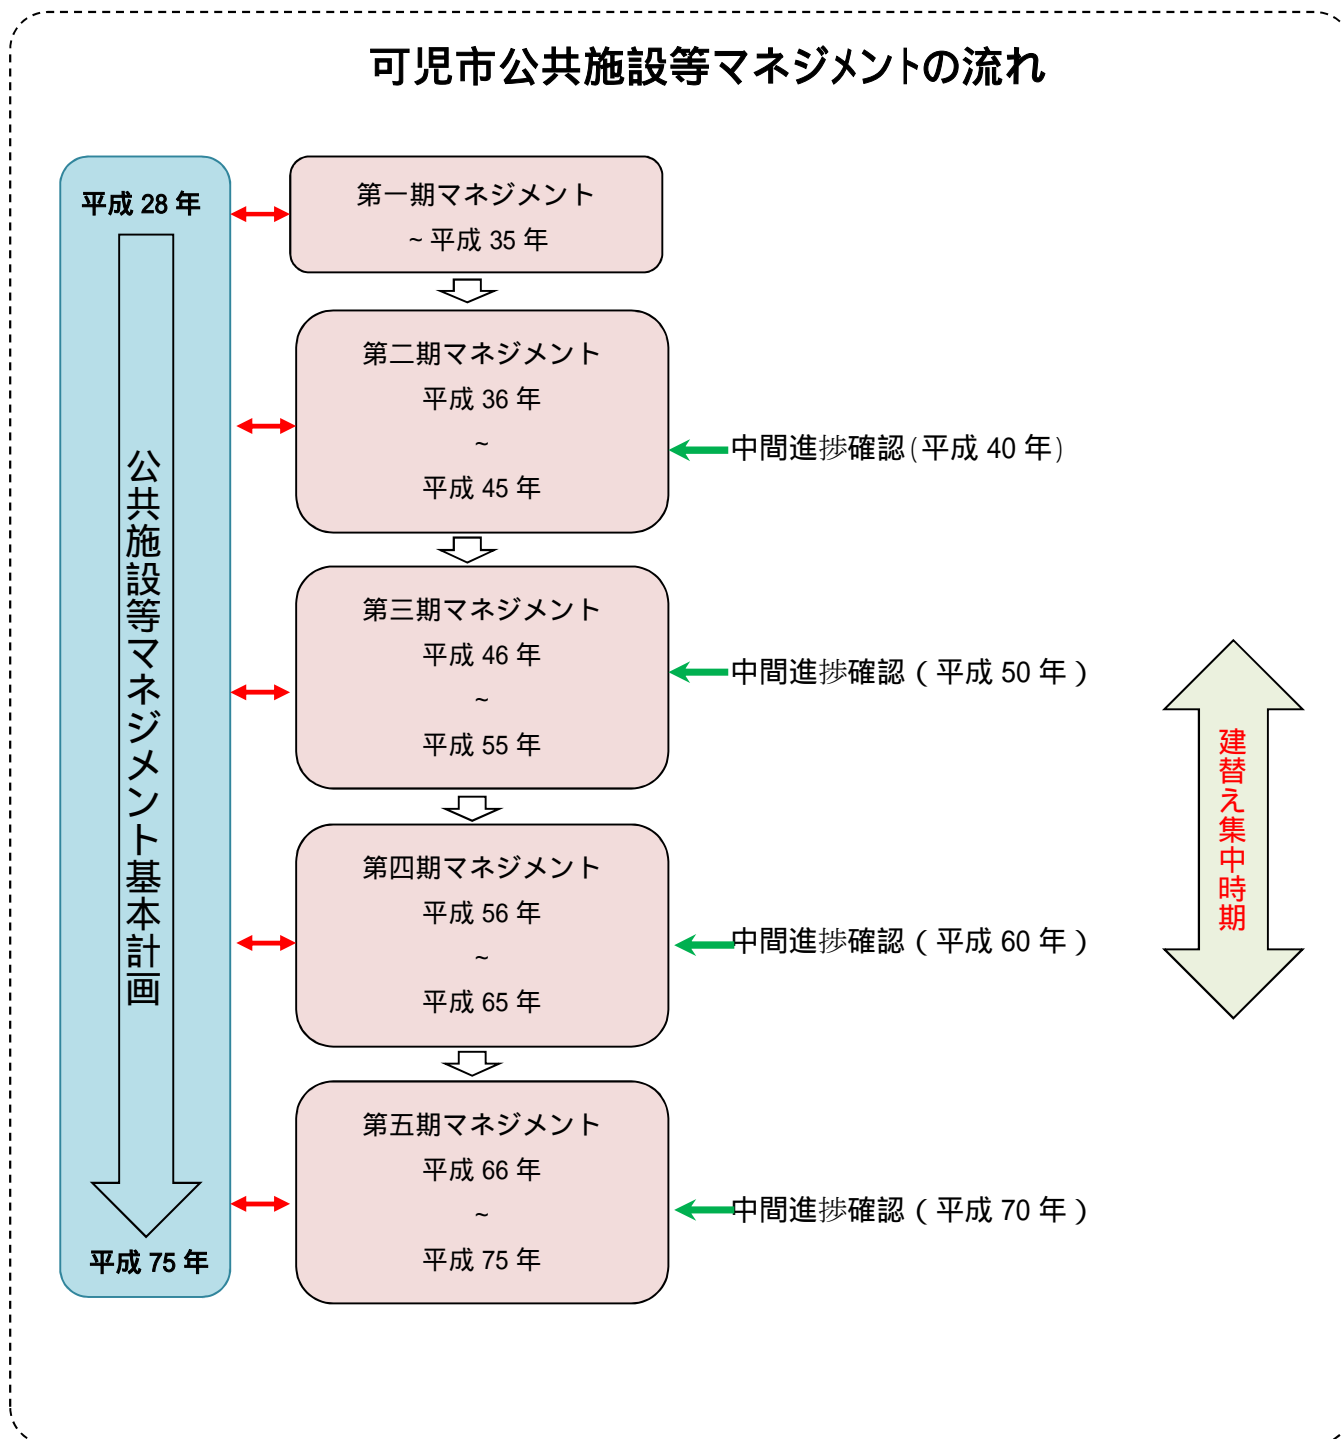 可児市公共施設等マネジメントの流れ
平成 28 年
公共施設等マネジメント基本計画
平成 75 年
第一期マネジメント
~ 平成 35 年
第二期マネジメント
平成 36 年
~
平成 45 年
中間進捗確認(平成 40 年)
第三期マネジメント
平成 46 年
~
平成 55 年
中間進捗確認（平成 50 年）
第四期マネジメント
平成 56 年
~
平成 65 年
中間進捗確認（平成 60 年）
第五期マネジメント
平成 66 年
~
平成 75 年
中間進捗確認（平成 70 年）
建替え集中時期